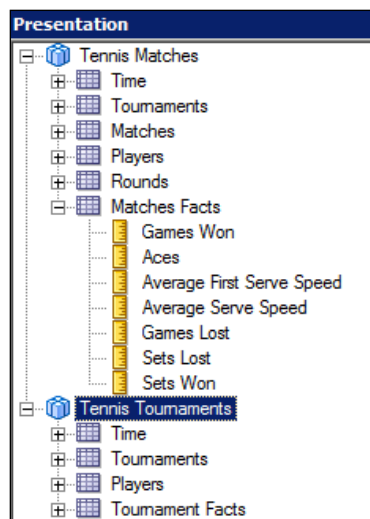 Presentation
Tennis Matches
Time
Tournaments
Matches
Players
Rounds
Matches Facts
Games Won
Aces
Average First Serve Speed
Average Serve Speed
Games Lost
Sets Lost
Sets Won
Tennis Tournaments
Time
Tournaments
Players
Tournament Facts